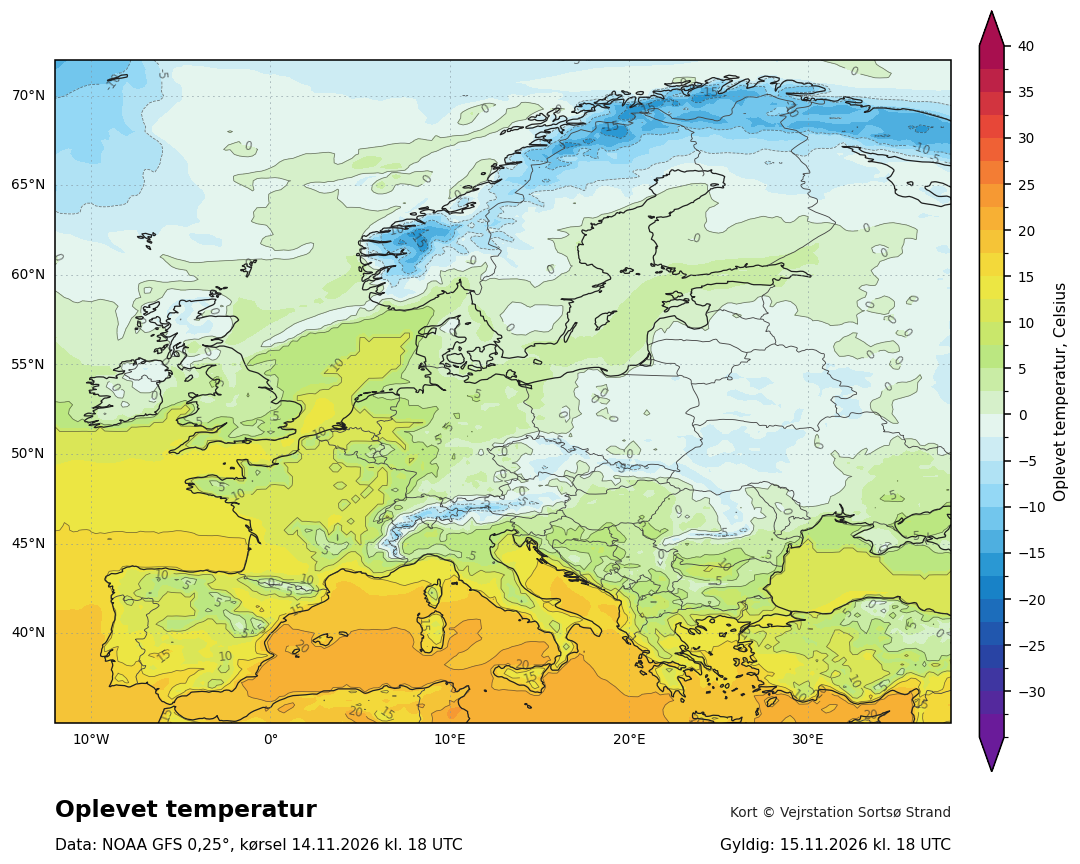 70°N
65°N
60°N
55°N
50°N
45°N
40°N
10°W
0°
10°E
20°E
30°E
40
35
30
25
20
15
10
5
0
−5
−10
−15
−20
−25
−30
Oplevet temperatur, Celsius
Oplevet temperatur
Kort © Vejrstation Sortsø Strand
Data: NOAA GFS 0,25°, kørsel 14.11.2026 kl. 18 UTC
Gyldig: 15.11.2026 kl. 18 UTC